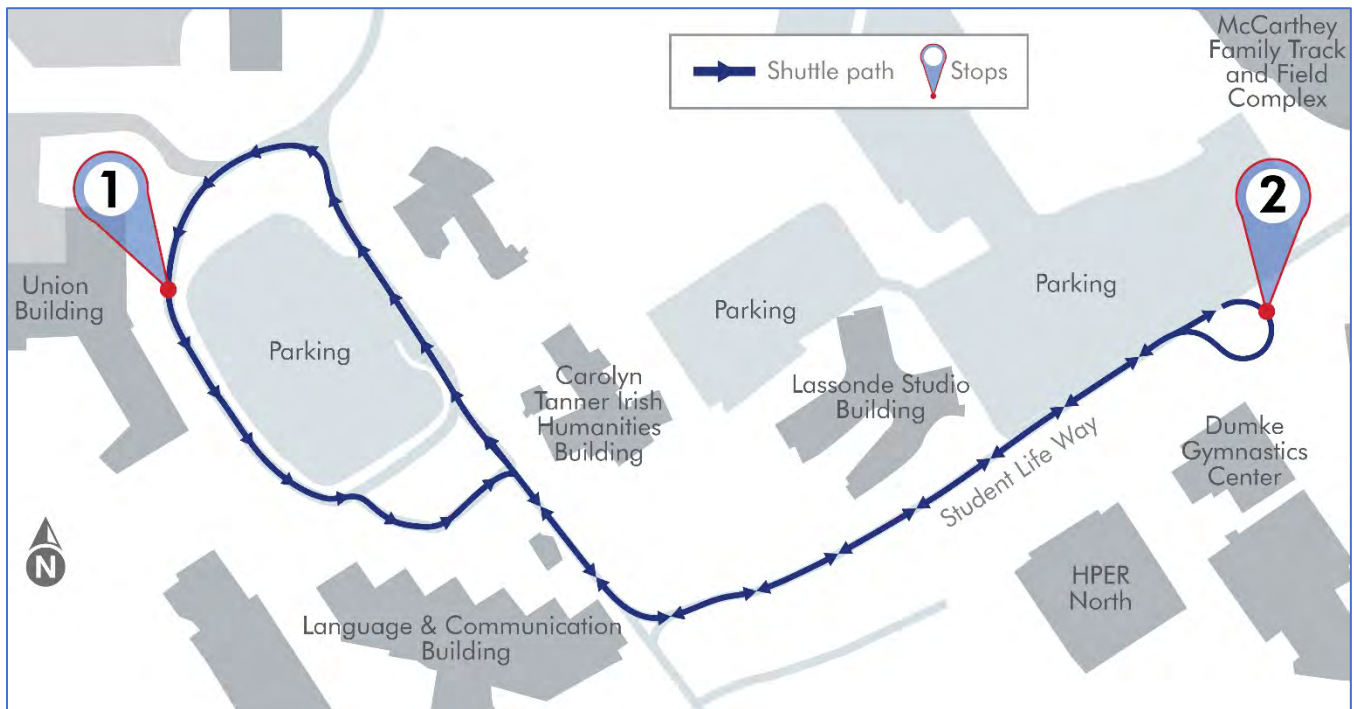 McCarthey
Family Track
and Field
Complex
Shuttle path
Stops
1
2
Union
Building
Parking
Parking
Parking
Carolyn
Tanner Irish
Humanities
Building
Lassonde Studio
Building
Student Life Way
Dumke
Gymnastics
Center
N
HPER
North
Language & Communication
Building